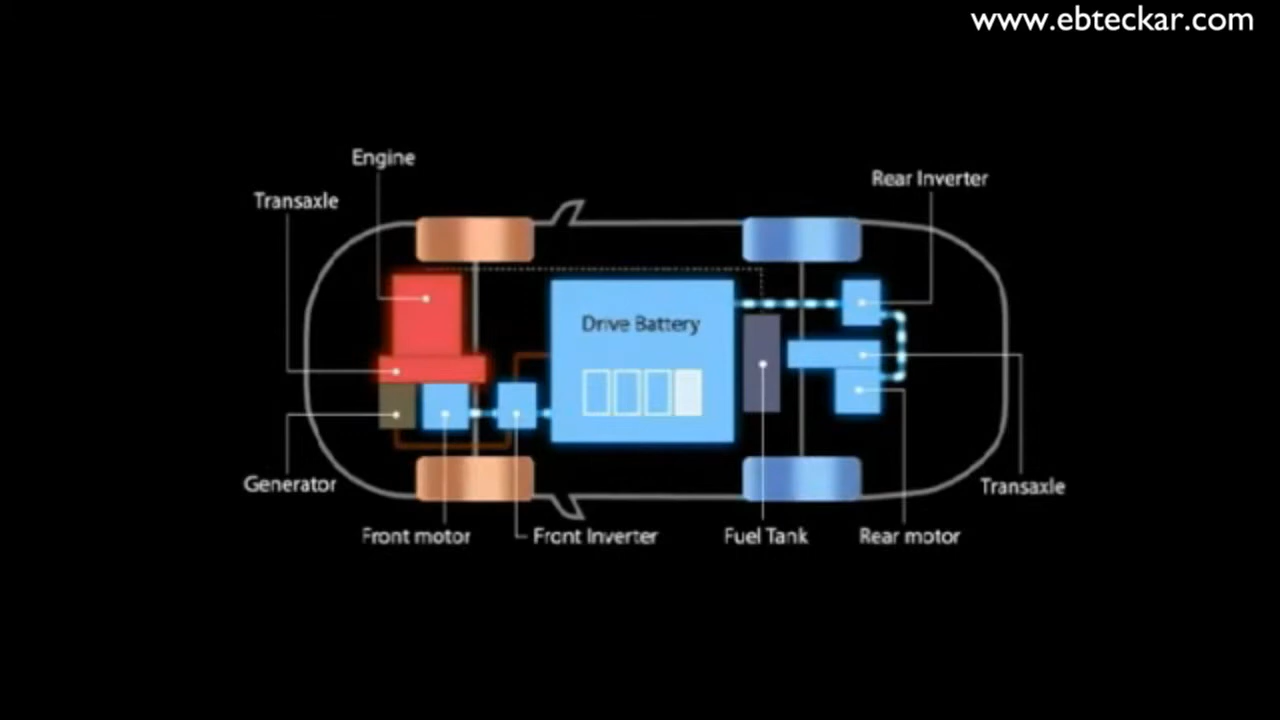 www.ebteckar.com
Engine
Rear Inverter
Transaxle
Drive Battery
Generator
Transaxle
Front motor
Front Inverter
Fuel Tank
Rear motor